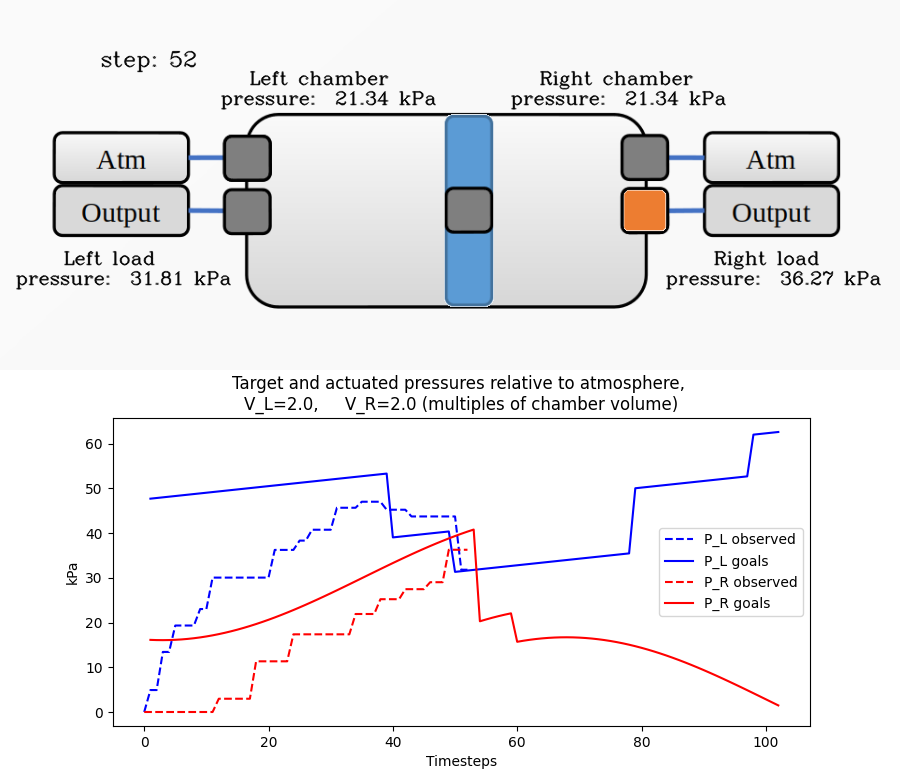 step: 52
Left chamber
pressure: 21.34 kPa
Right chamber
pressure: 21.34 kPa
Atm
Output
Atm
Output
Left load
pressure: 31.81 kPa
Right load
pressure: 36.27 kPa
Target and actuated pressures relative to atmosphere,
V_L=2.0, V_R=2.0 (multiples of chamber volume)
60
50
40
30
20
10
0
kPa
P_L observed
P_L goals
P_R observed
P_R goals
0 20 40 60 80 100
Timesteps